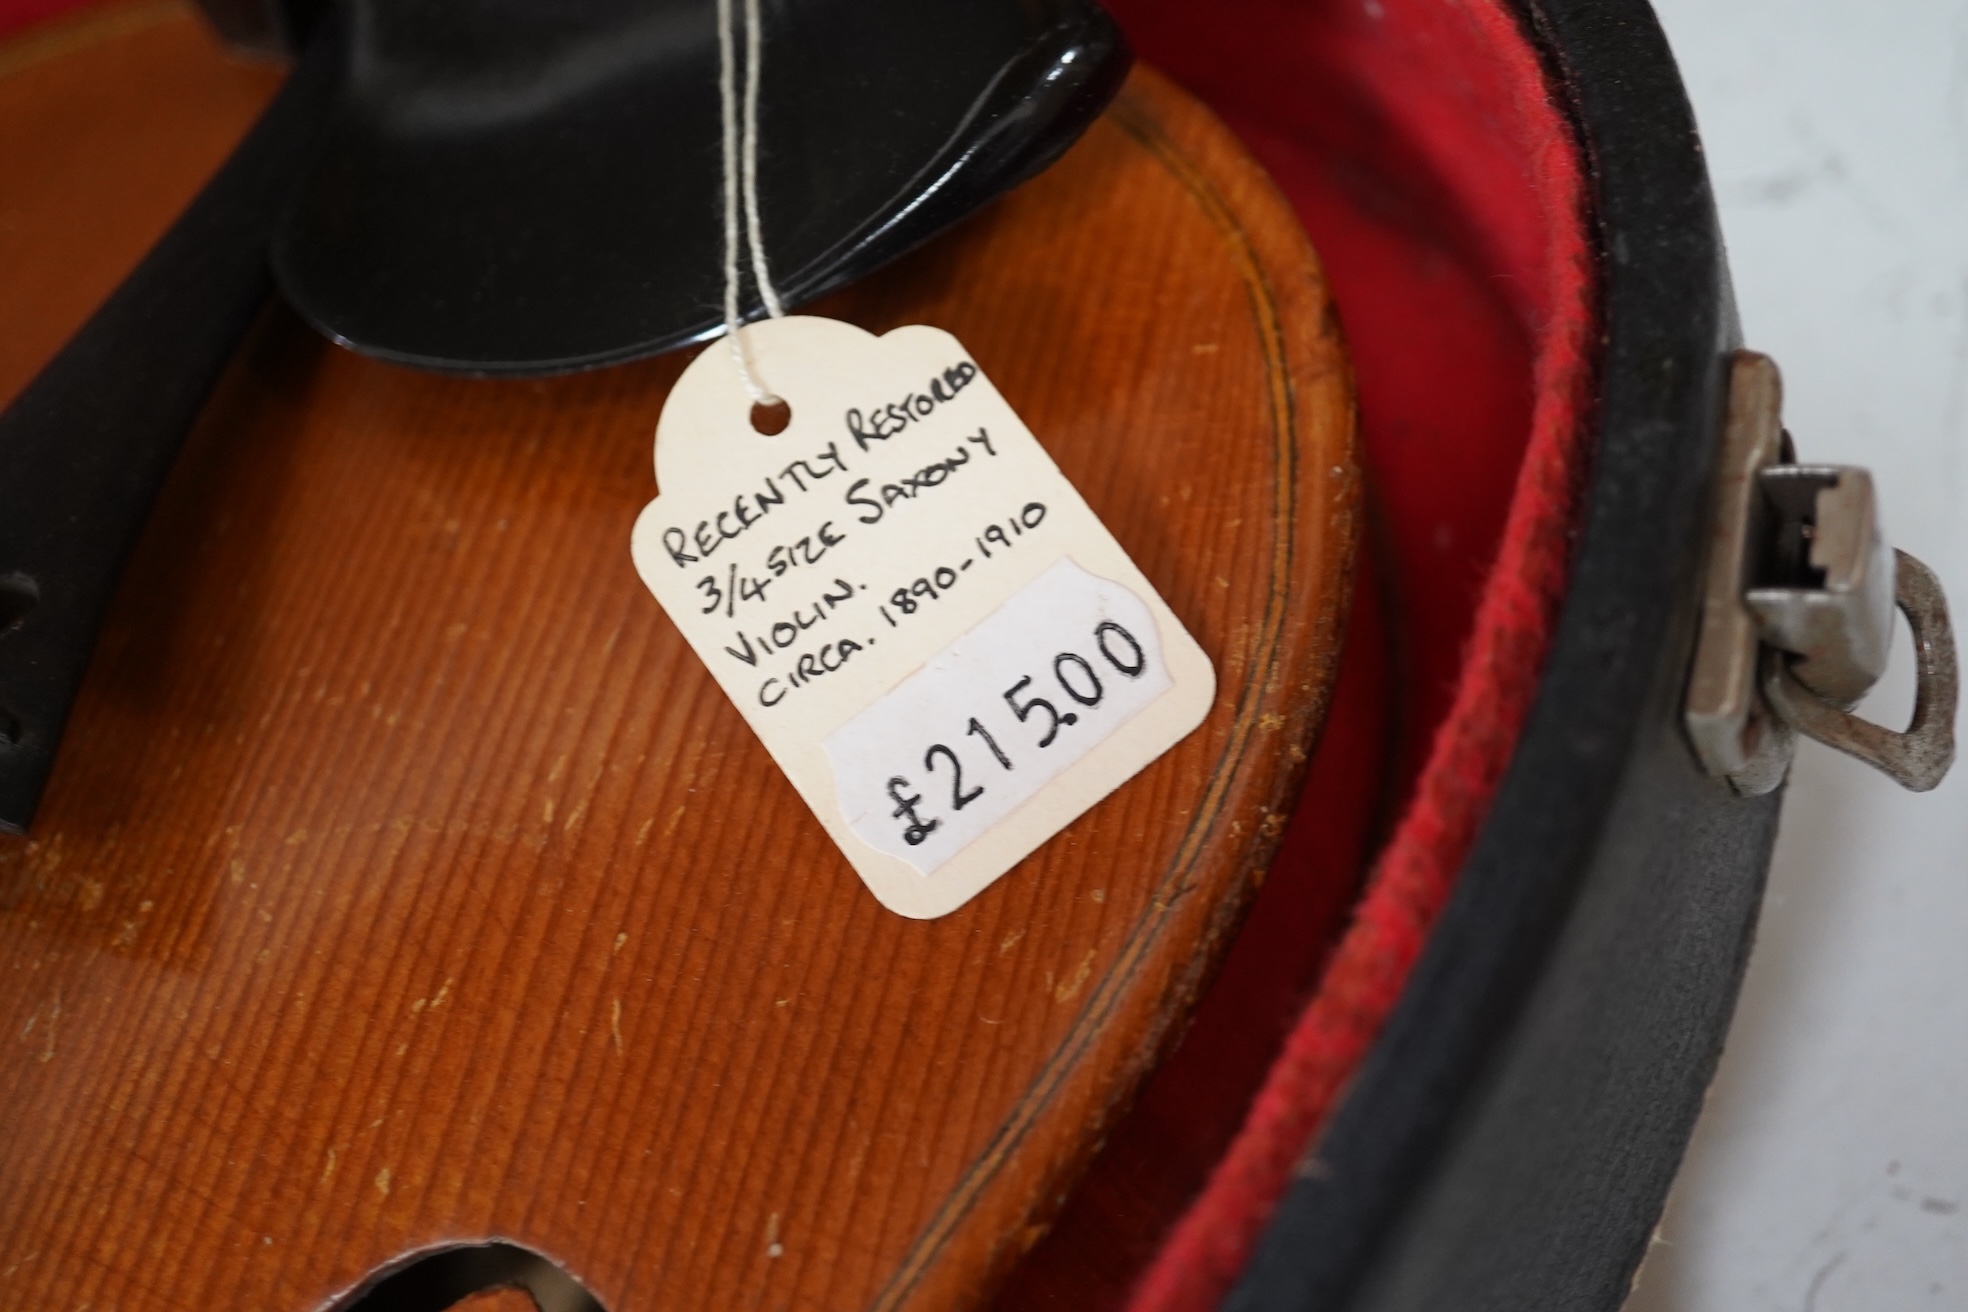 RECENTLY RESTORED
3/4 SIZE SAXONY
VIOLIN.
CIRCA. 1890-1910
£215.00